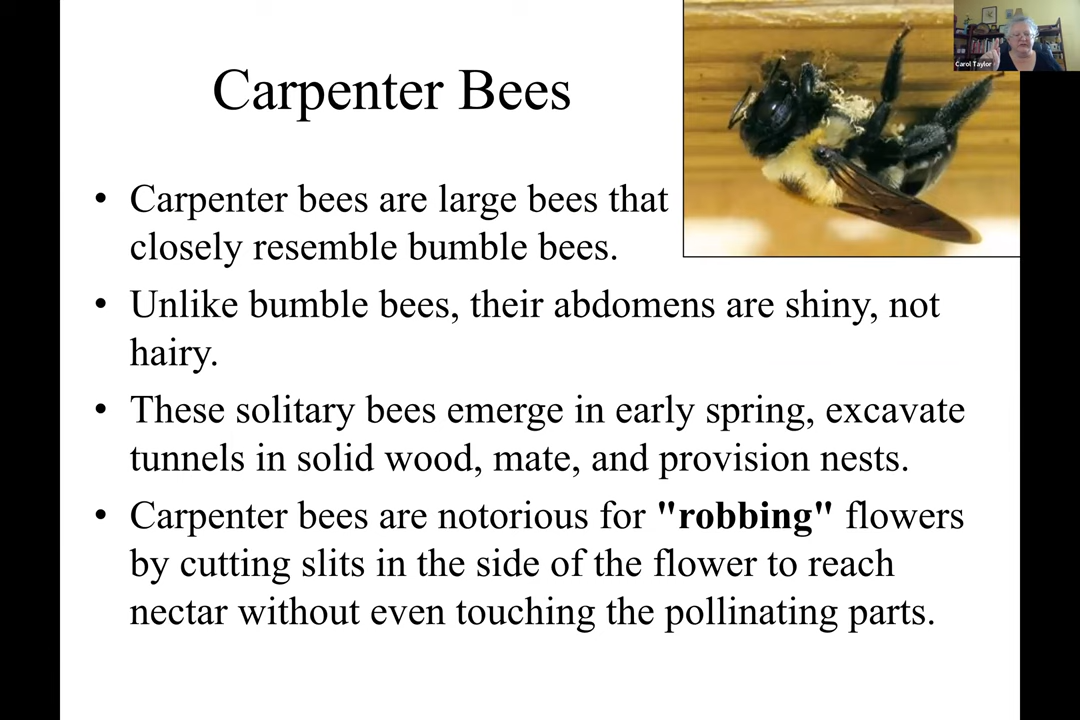 Carol Taylor
Carpenter Bees
• Carpenter bees are large bees that
closely resemble bumble bees.
• Unlike bumble bees, their abdomens are shiny, not
hairy.
• These solitary bees emerge in early spring, excavate
tunnels in solid wood, mate, and provision nests.
• Carpenter bees are notorious for "robbing" flowers
by cutting slits in the side of the flower to reach
nectar without even touching the pollinating parts.